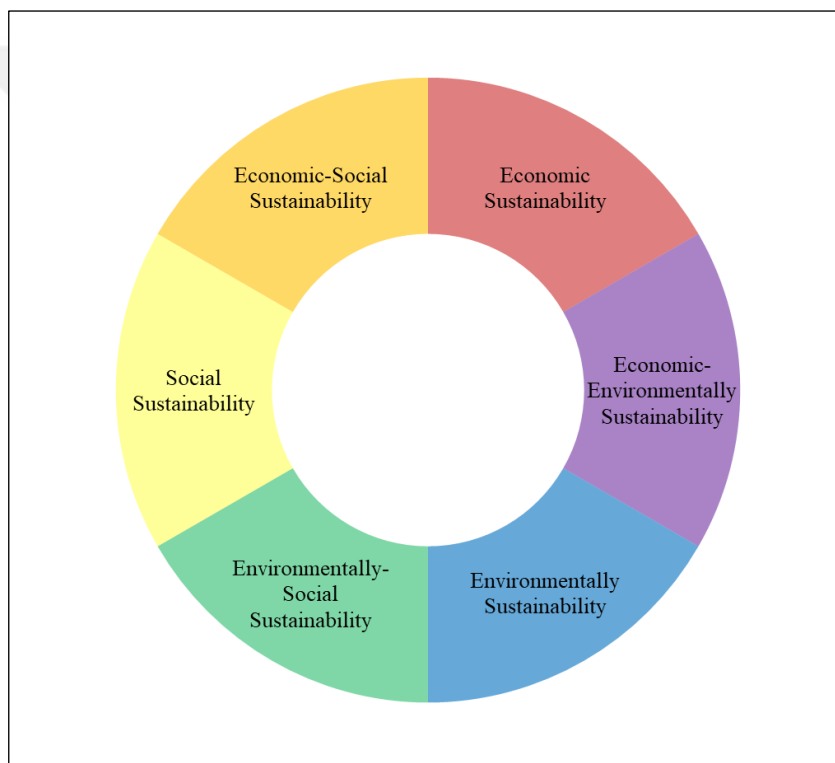 Economic-Social
Sustainability
Economic
Sustainability
Economic-
Environmentally
Sustainability
Environmentally
Sustainability
Environmentally-
Social
Sustainability
Social
Sustainability